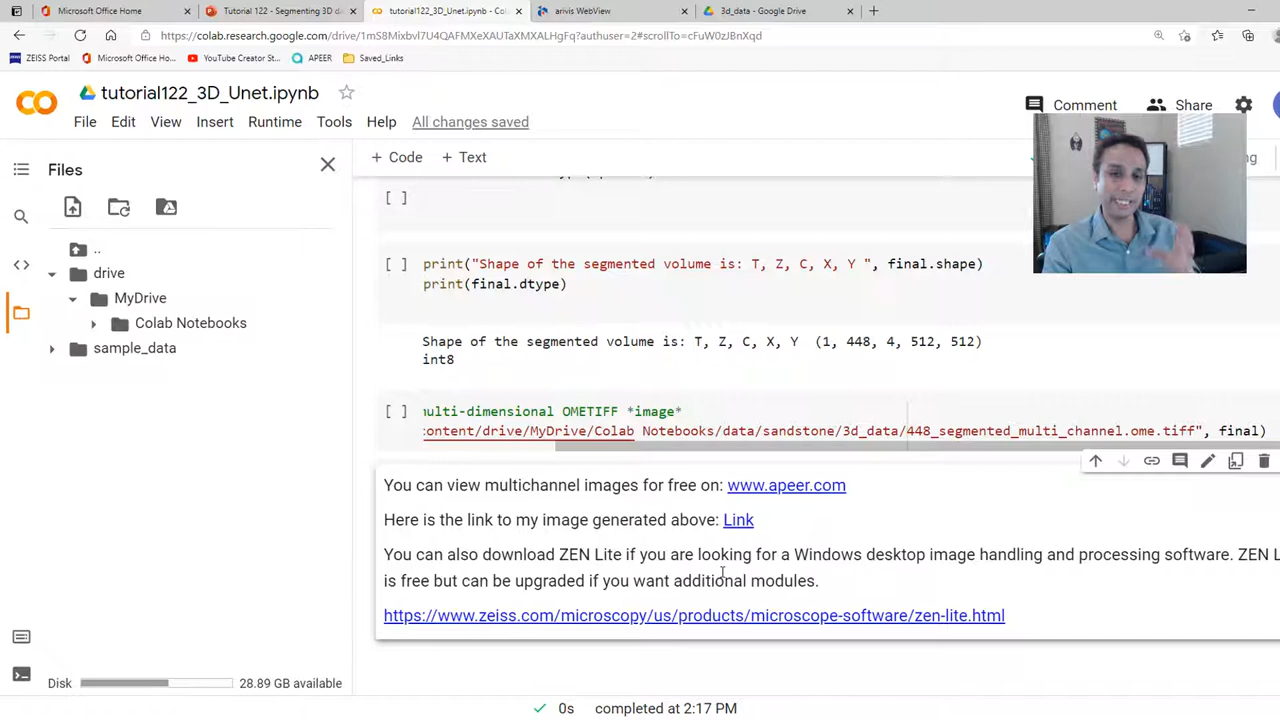 Microsoft Office Home
Tutorial 122 - Segmenting 3D da
tutorial122_3D_Unet.ipynb - Co
arivis WebView
3d_data - Google Drive
https://colab.research.google.com/drive/1mS8Mixbvl7U4QAFMXeXAUTaXMXALHgFq?authuser=2#scrollTo=cFuW0zJBnXqd
ZEISS Portal
Microsoft Office Ho...
YouTube Creator St...
APEER
Saved_Links
tutorial122_3D_Unet.ipynb
Comment
Share
File Edit View Insert Runtime Tools Help All changes saved
Files
+ Code + Text
..
drive
MyDrive
Colab Notebooks
sample_data
[ ]
[ ] print("Shape of the segmented volume is: T, Z, C, X, Y ", final.shape)
print(final.dtype)
Shape of the segmented volume is: T, Z, C, X, Y (1, 448, 4, 512, 512)
int8
[ ] multi-dimensional OMETIFF *image*
content/drive/MyDrive/Colab Notebooks/data/sandstone/3d_data/448_segmented_multi_channel.ome.tiff", final)
You can view multichannel images for free on: www.apeer.com
Here is the link to my image generated above: Link
You can also download ZEN Lite if you are looking for a Windows desktop image handling and processing software. ZEN L
is free but can be upgraded if you want additional modules.
https://www.zeiss.com/microscopy/us/products/microscope-software/zen-lite.html
Disk 28.89 GB available
0s completed at 2:17 PM